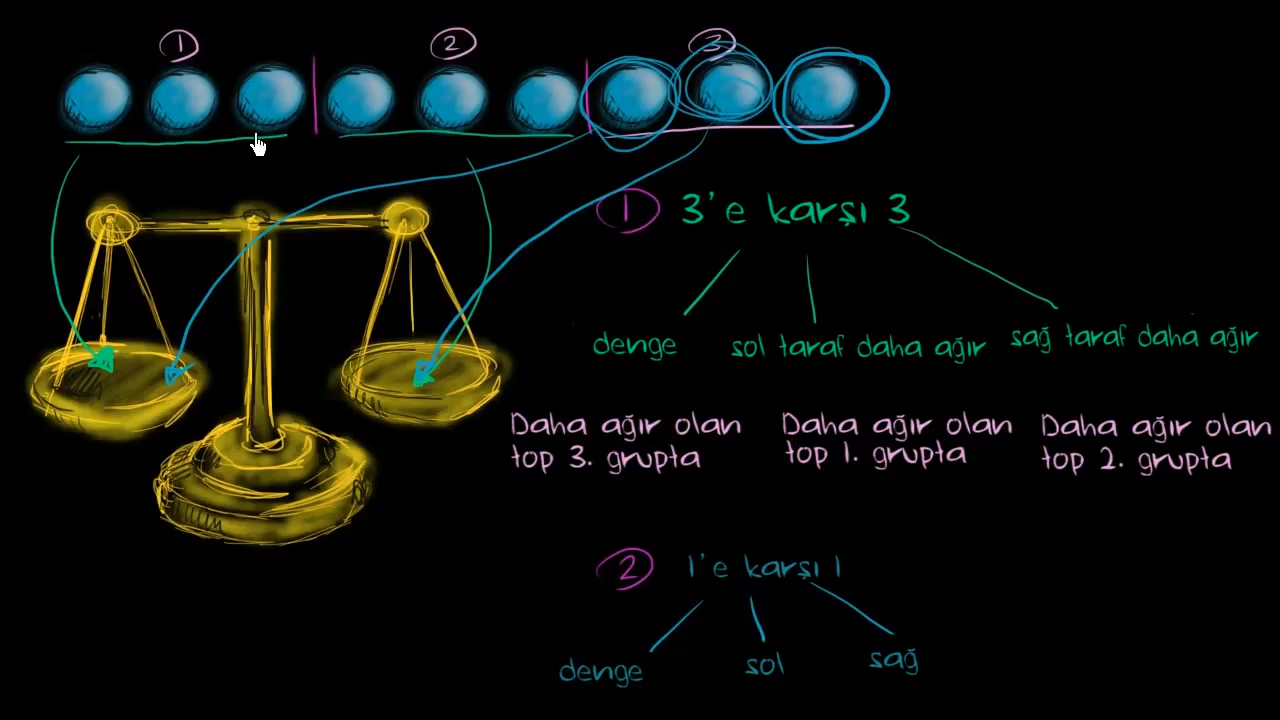 1 2 3
1 3'e karşı 3
denge sol taraf daha ağır sağ taraf daha ağır
Daha ağır olan
top 3. grupta
Daha ağır olan
top 1. grupta
Daha ağır olan
top 2. grupta
2 1'e karşı 1
denge sol sağ